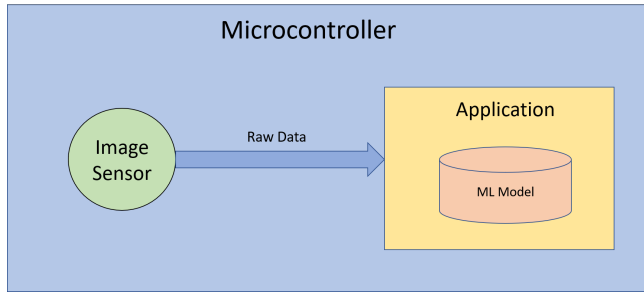 Microcontroller
Application
Image
Sensor
Raw Data
ML Model